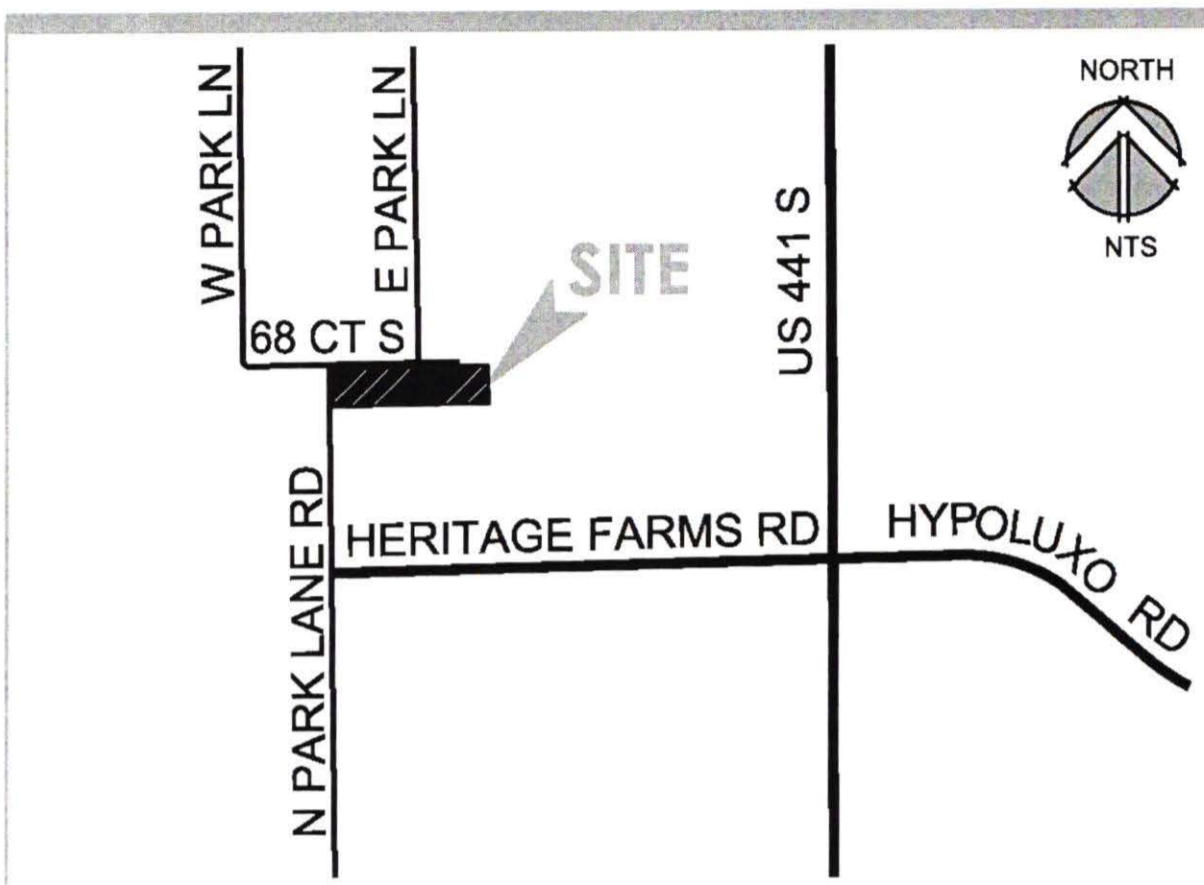 NORTH
NTS
W PARK LN
E PARK LN
US 441 S
SITE
68 CT S
N PARK LANE RD
HERITAGE FARMS RD
HYPOLUXO RD